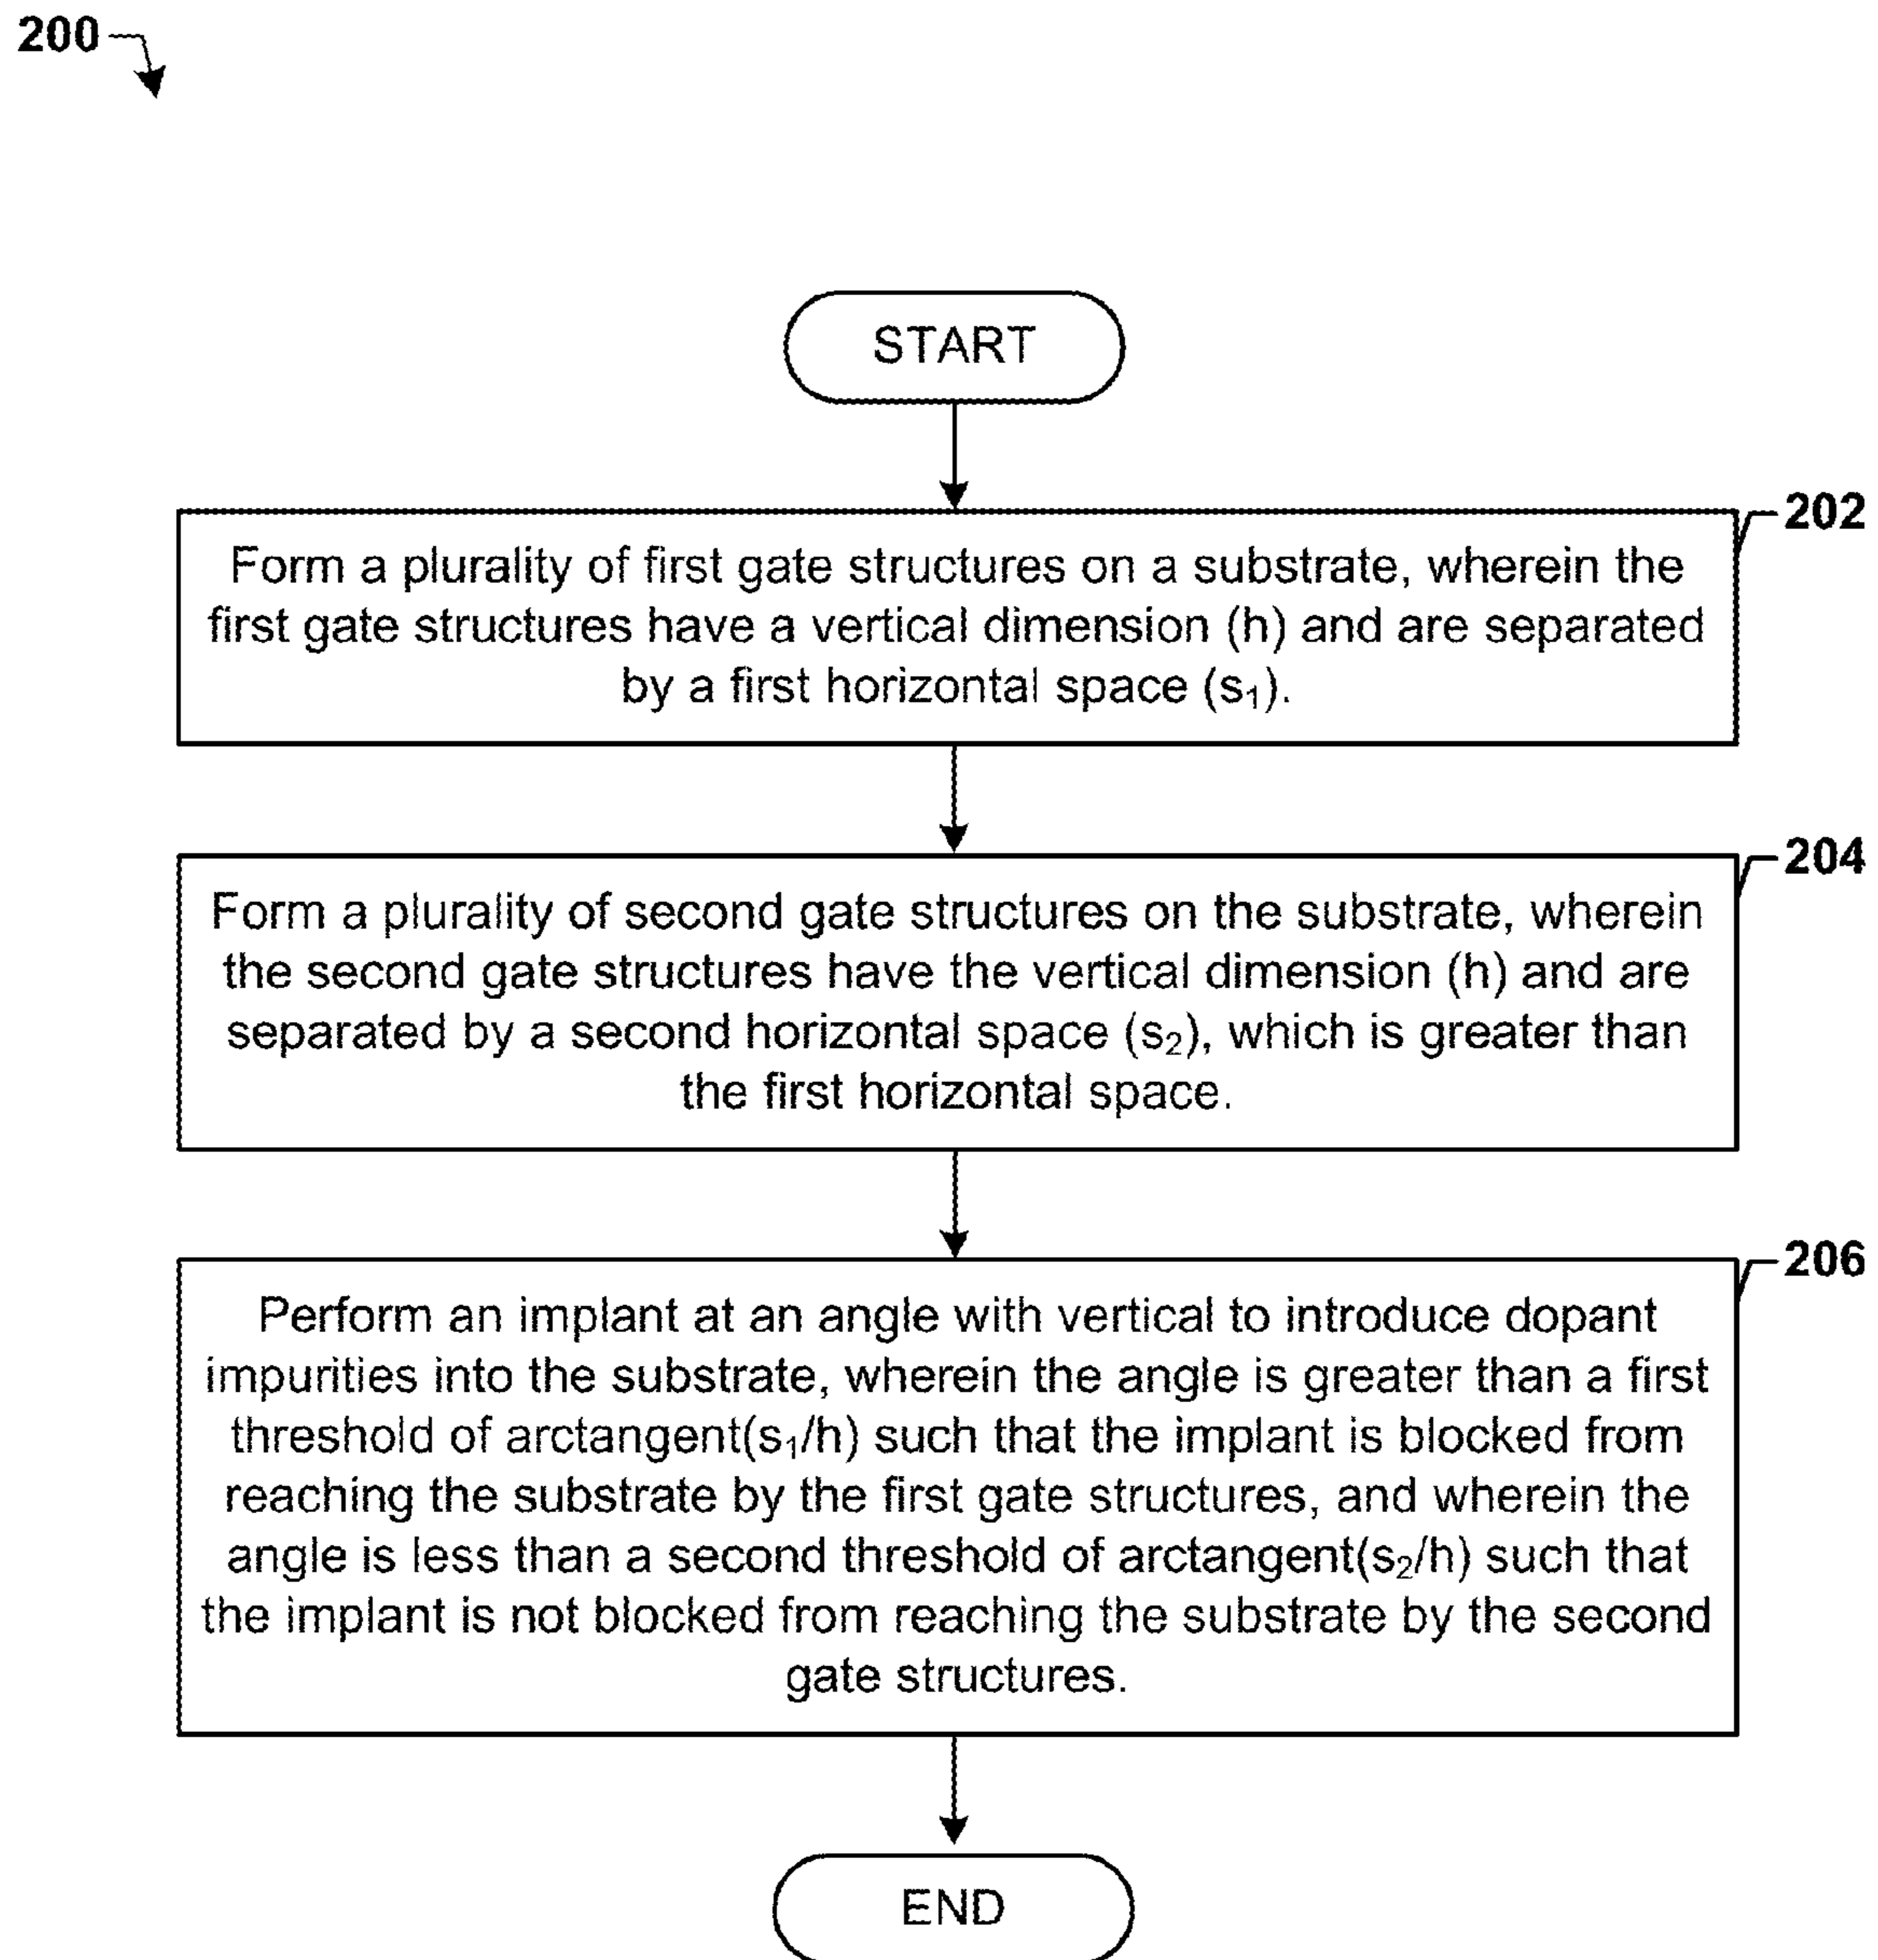 200
START
202
Form a plurality of first gate structures on a substrate, wherein the
first gate structures have a vertical dimension (h) and are separated
by a first horizontal space (s₁).
204
Form a plurality of second gate structures on the substrate, wherein
the second gate structures have the vertical dimension (h) and are
separated by a second horizontal space (s₂), which is greater than
the first horizontal space.
206
Perform an implant at an angle with vertical to introduce dopant
impurities into the substrate, wherein the angle is greater than a first
threshold of arctangent(s₁/h) such that the implant is blocked from
reaching the substrate by the first gate structures, and wherein the
angle is less than a second threshold of arctangent(s₂/h) such that
the implant is not blocked from reaching the substrate by the second
gate structures.
END